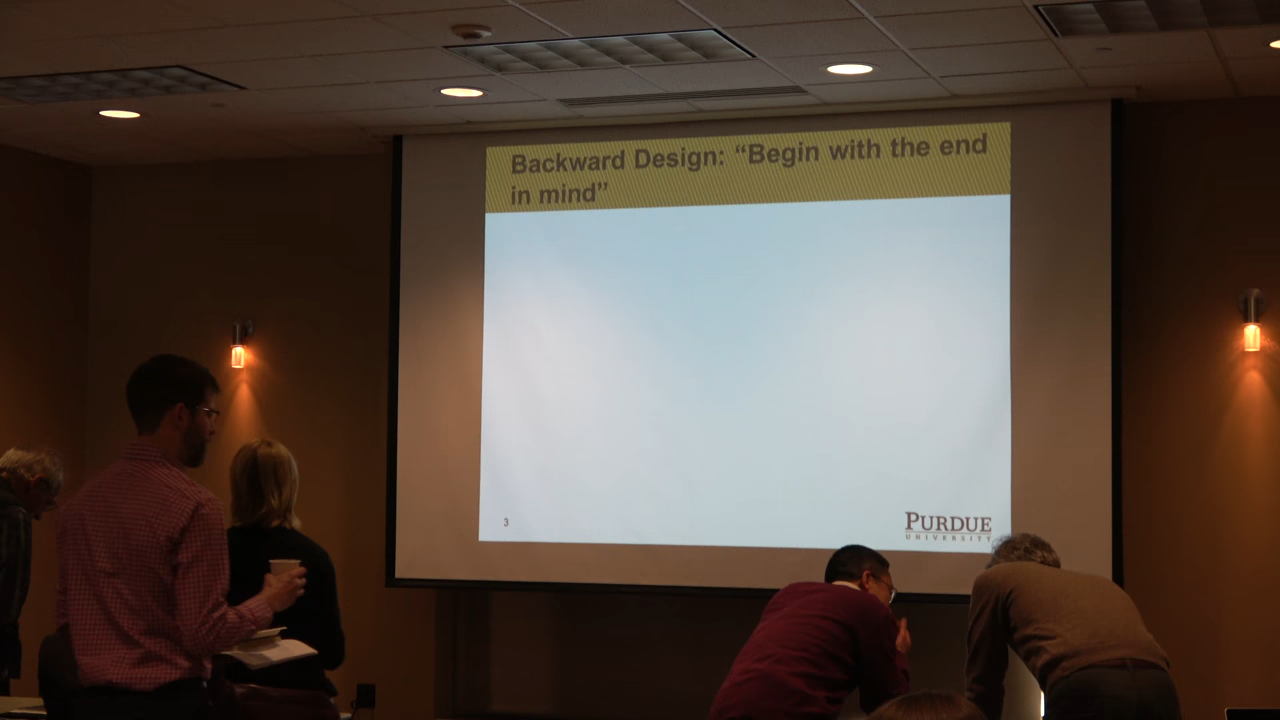 Backward Design: “Begin with the end
in mind”
3
PURDUE
UNIVERSITY